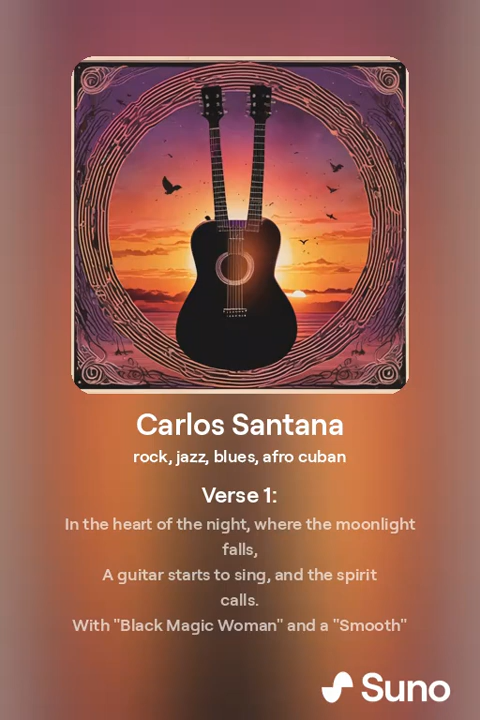 Carlos Santana
rock, jazz, blues, afro cuban
Verse 1:
In the heart of the night, where the moonlight
falls,
A guitar starts to sing, and the spirit
calls.
With "Black Magic Woman" and a "Smooth"
Suno